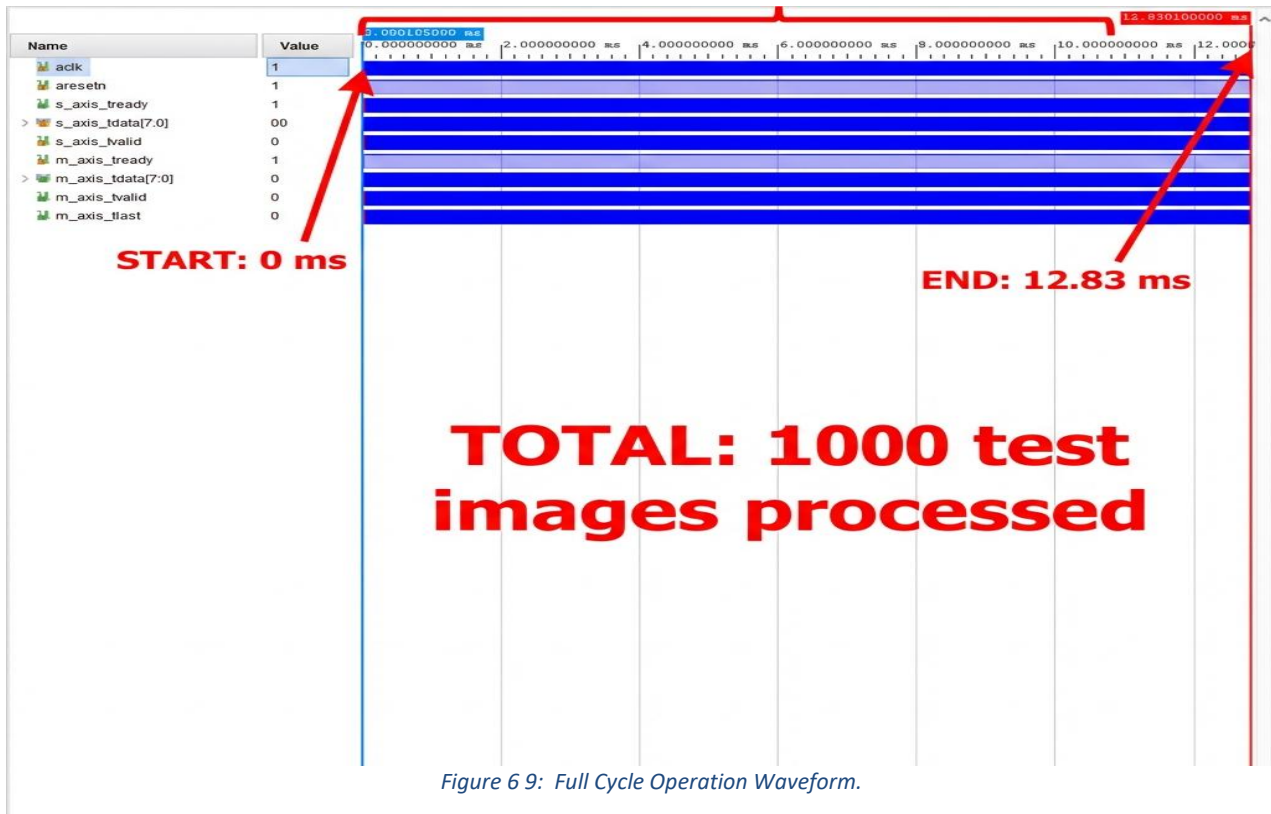 12.830100000 ms
0.000105000 ms
Name Value 0.000000000 ms 2.000000000 ms 4.000000000 ms 6.000000000 ms 8.000000000 ms 10.000000000 ms 12.0000
aclk 1
aresetn 1
s_axis_tready 1
> s_axis_tdata[7.0] 00
s_axis_tvalid 0
m_axis_tready 1
> m_axis_tdata[7:0] 0
m_axis_tvalid 0
m_axis_tlast 0
START: 0 ms
END: 12.83 ms
TOTAL: 1000 test
images processed
Figure 6 9: Full Cycle Operation Waveform.